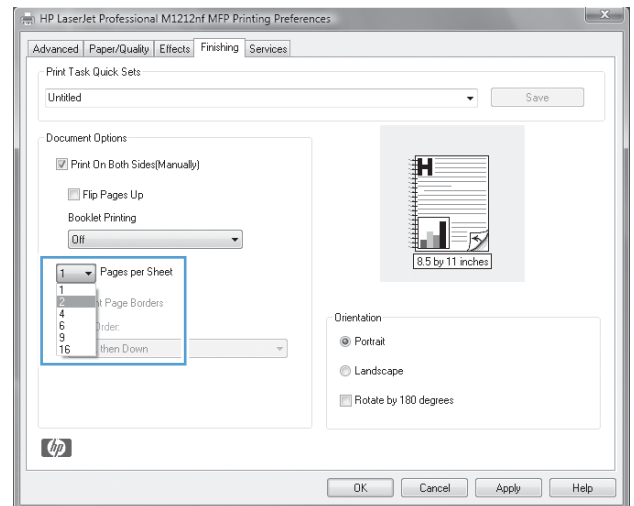 HP LaserJet Professional M1212nf MFP Printing Preferences
Advanced Paper/Quality Effects Finishing Services
Print Task Quick Sets
Untitled
Save
Document Options
Print On Both Sides(Manually)
Flip Pages Up
Booklet Printing
Off
1 Pages per Sheet
1
2 nt Page Borders
4
6 Order:
9
16 then Down
H
8.5 by 11 inches
Orientation
Portrait
Landscape
Rotate by 180 degrees
hp
OK Cancel Apply Help